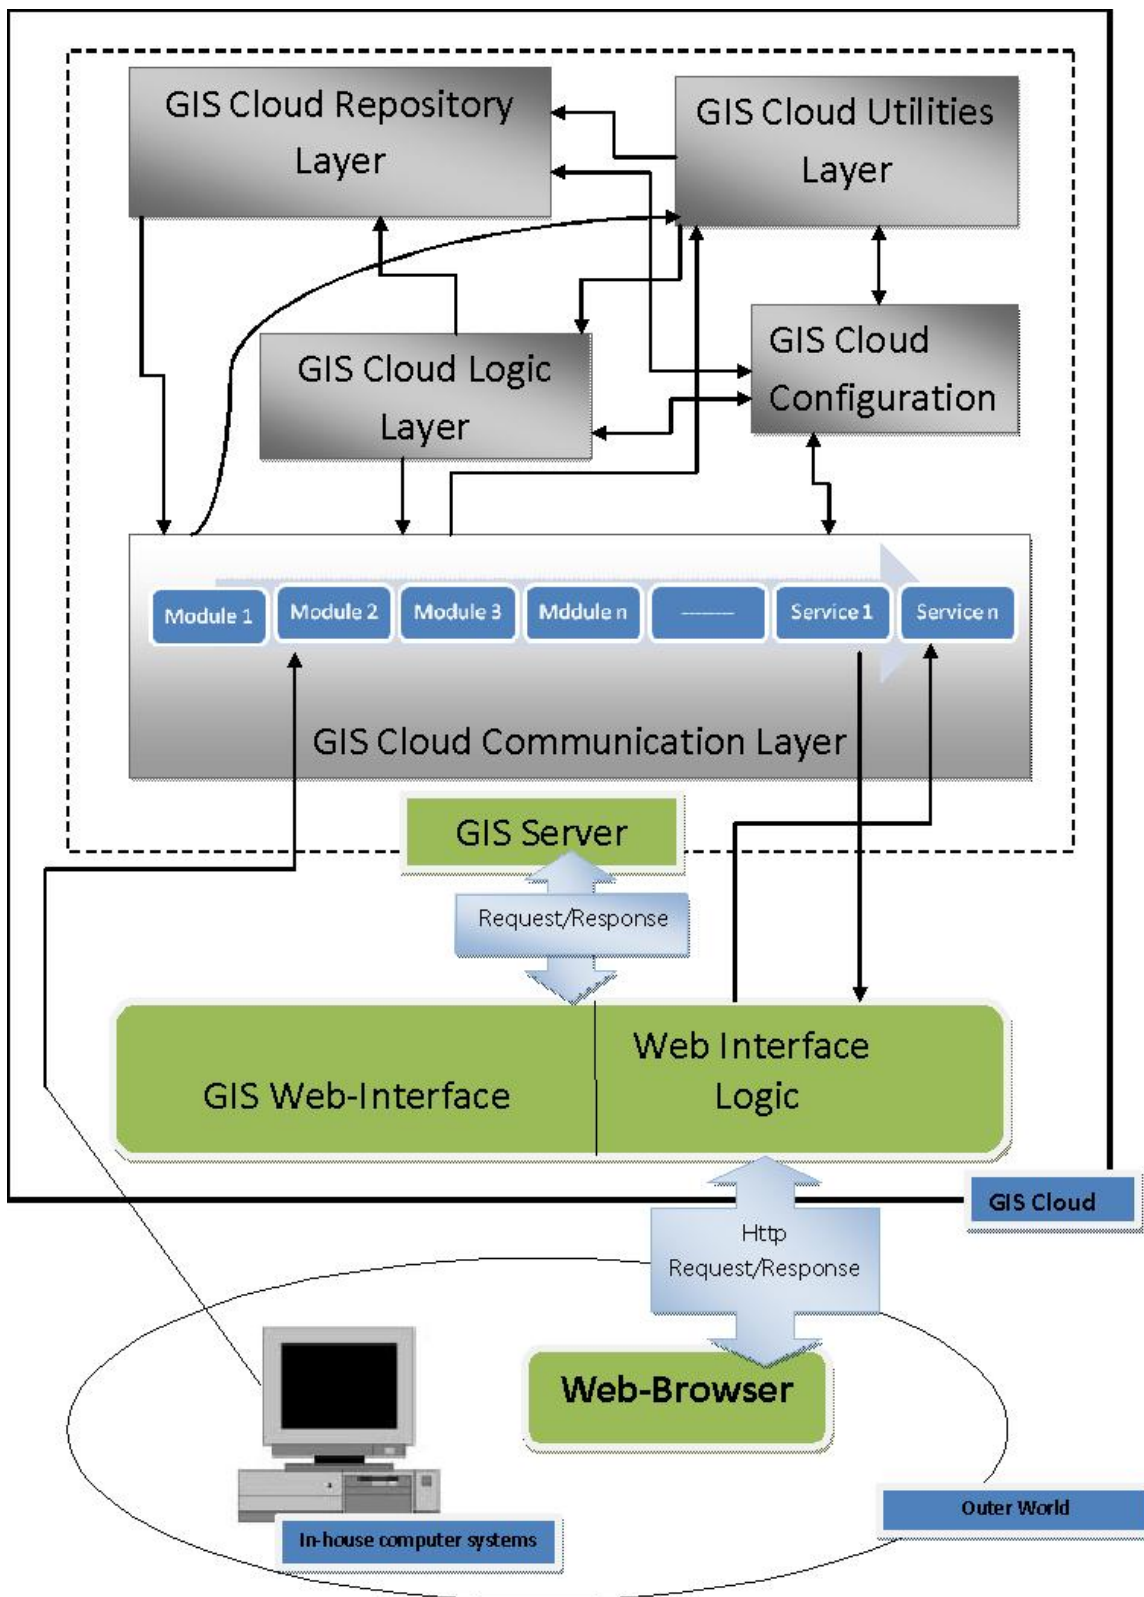 GIS Cloud Repository
Layer
GIS Cloud Utilities
Layer
GIS Cloud Logic
Layer
GIS Cloud
Configuration
Module 1
Module 2
Module 3
Mddule n
----------
Service 1
Service n
GIS Cloud Communication Layer
GIS Server
Request/Response
GIS Web-Interface
Web Interface
Logic
GIS Cloud
Http
Request/Response
Web-Browser
Outer World
In-house computer systems